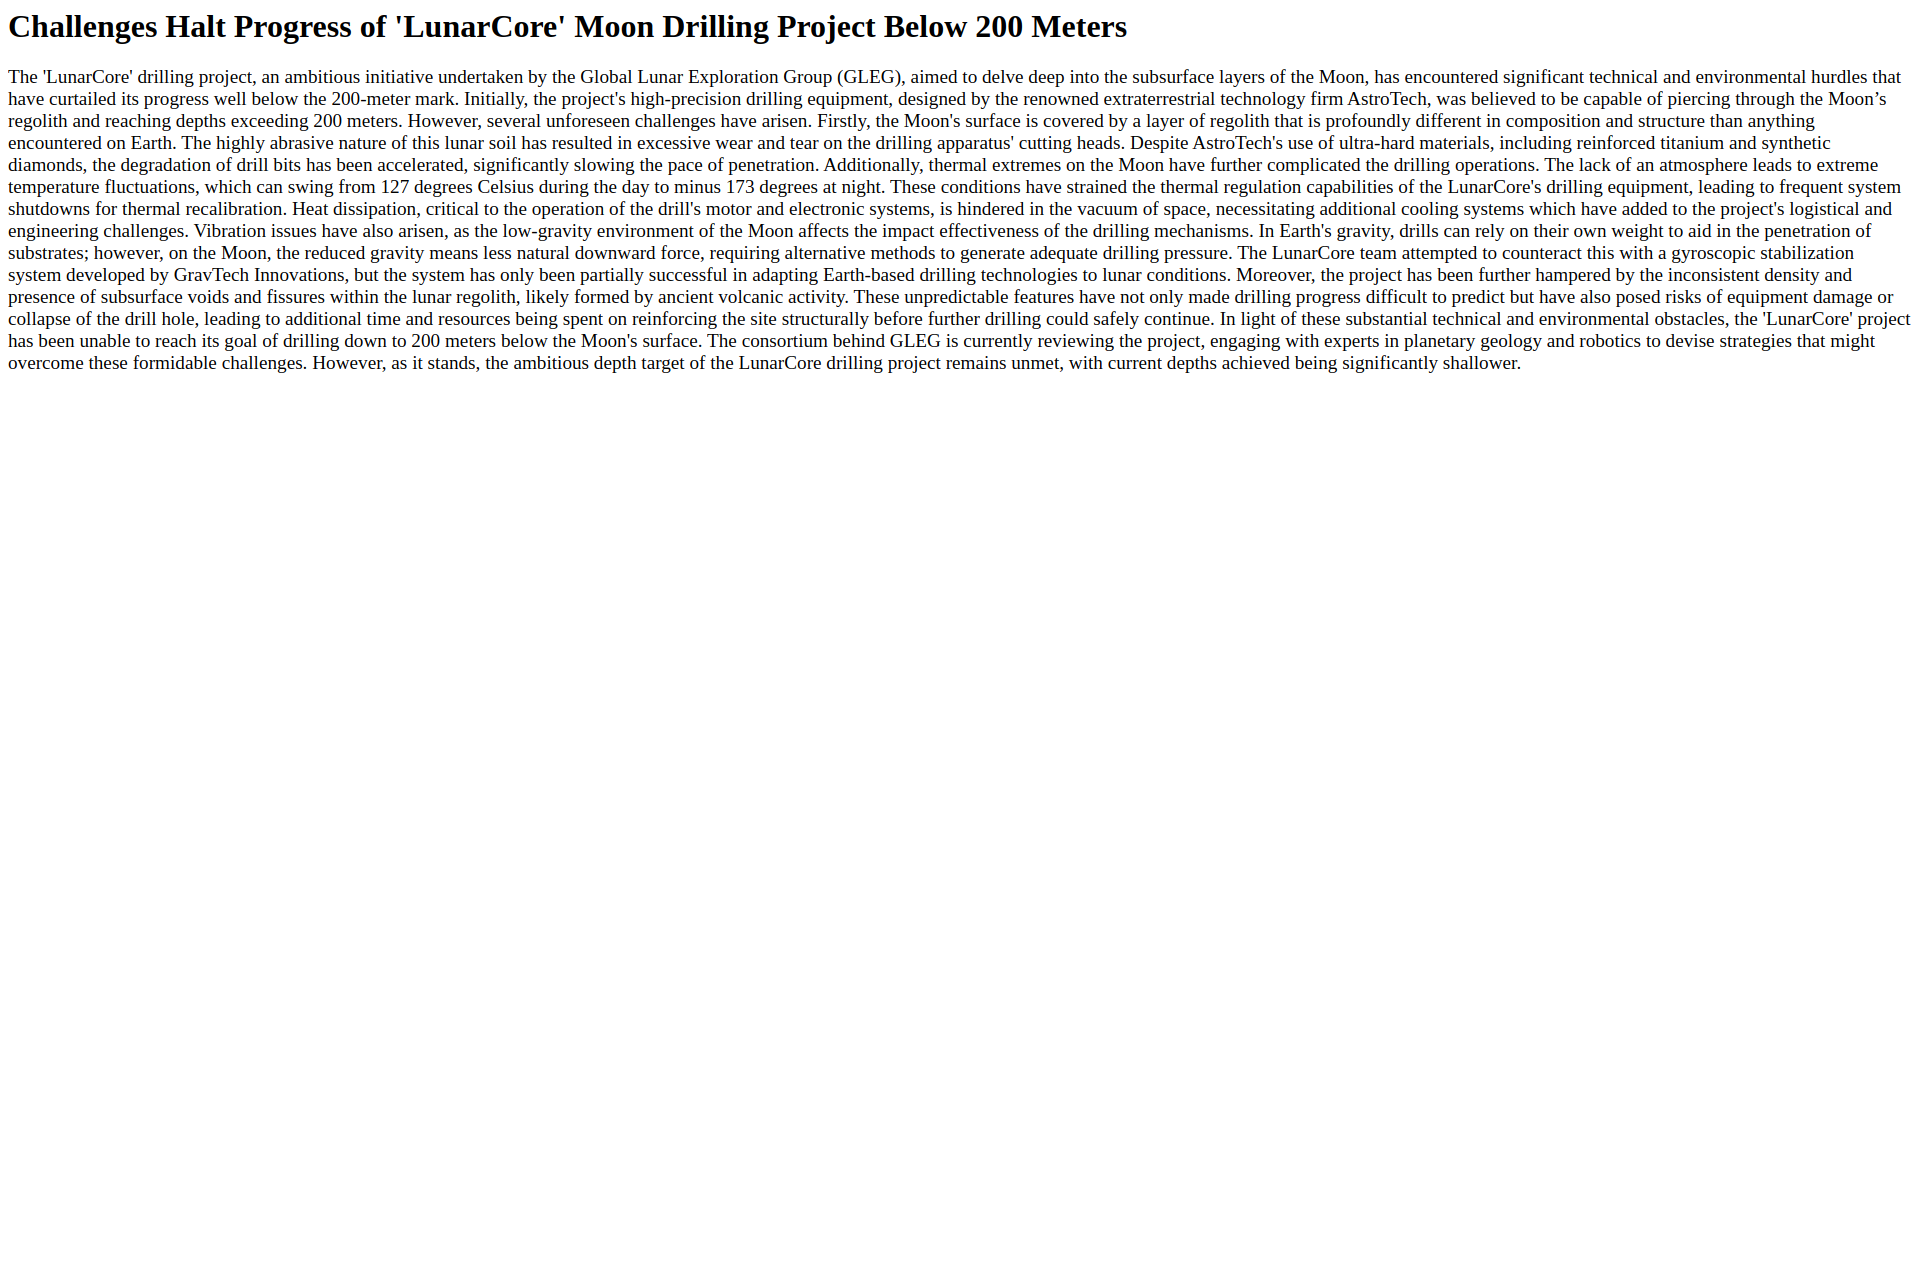 Challenges Halt Progress of 'LunarCore' Moon Drilling Project Below 200 Meters
The 'LunarCore' drilling project, an ambitious initiative undertaken by the Global Lunar Exploration Group (GLEG), aimed to delve deep into the subsurface layers of the Moon, has encountered significant technical and environmental hurdles that
have curtailed its progress well below the 200-meter mark. Initially, the project's high-precision drilling equipment, designed by the renowned extraterrestrial technology firm AstroTech, was believed to be capable of piercing through the Moon’s
regolith and reaching depths exceeding 200 meters. However, several unforeseen challenges have arisen. Firstly, the Moon's surface is covered by a layer of regolith that is profoundly different in composition and structure than anything
encountered on Earth. The highly abrasive nature of this lunar soil has resulted in excessive wear and tear on the drilling apparatus' cutting heads. Despite AstroTech's use of ultra-hard materials, including reinforced titanium and synthetic
diamonds, the degradation of drill bits has been accelerated, significantly slowing the pace of penetration. Additionally, thermal extremes on the Moon have further complicated the drilling operations. The lack of an atmosphere leads to extreme
temperature fluctuations, which can swing from 127 degrees Celsius during the day to minus 173 degrees at night. These conditions have strained the thermal regulation capabilities of the LunarCore's drilling equipment, leading to frequent system
shutdowns for thermal recalibration. Heat dissipation, critical to the operation of the drill's motor and electronic systems, is hindered in the vacuum of space, necessitating additional cooling systems which have added to the project's logistical and
engineering challenges. Vibration issues have also arisen, as the low-gravity environment of the Moon affects the impact effectiveness of the drilling mechanisms. In Earth's gravity, drills can rely on their own weight to aid in the penetration of
substrates; however, on the Moon, the reduced gravity means less natural downward force, requiring alternative methods to generate adequate drilling pressure. The LunarCore team attempted to counteract this with a gyroscopic stabilization
system developed by GravTech Innovations, but the system has only been partially successful in adapting Earth-based drilling technologies to lunar conditions. Moreover, the project has been further hampered by the inconsistent density and
presence of subsurface voids and fissures within the lunar regolith, likely formed by ancient volcanic activity. These unpredictable features have not only made drilling progress difficult to predict but have also posed risks of equipment damage or
collapse of the drill hole, leading to additional time and resources being spent on reinforcing the site structurally before further drilling could safely continue. In light of these substantial technical and environmental obstacles, the 'LunarCore' project
has been unable to reach its goal of drilling down to 200 meters below the Moon's surface. The consortium behind GLEG is currently reviewing the project, engaging with experts in planetary geology and robotics to devise strategies that might
overcome these formidable challenges. However, as it stands, the ambitious depth target of the LunarCore drilling project remains unmet, with current depths achieved being significantly shallower.